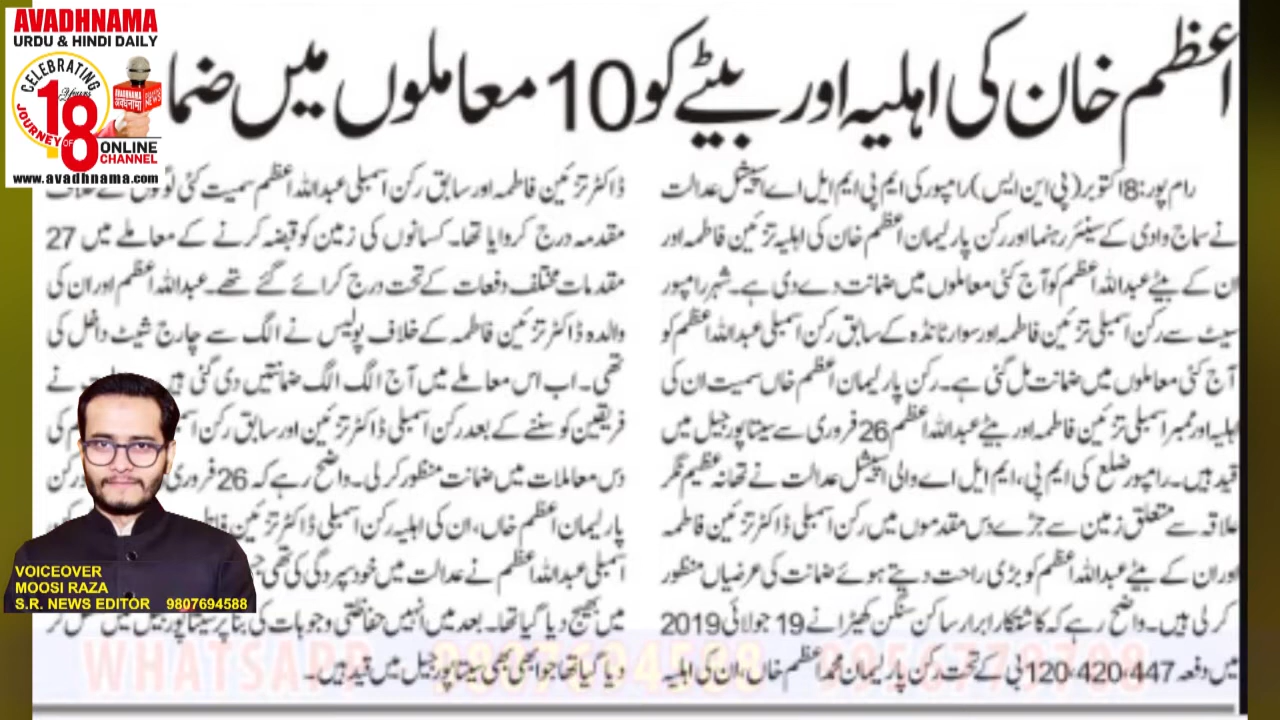 AVADHNAMA
URDU & HINDI DAILY
CELEBRATING
18 Years
JOURNEY OF
AVADHNAMA
अवधनामा
NEWS
ONLINE
CHANNEL
www.avadhnama.com
اعظم خان کی اہلیہ اور بیٹے کو 10 معاملوں میں ضما
رام پور:8اکتوبر(پی این ایس)رامپور کی ایم پی ایم ایل اے اسپیشل عدالت
نے سماج وادی کے سینئر رہنما اور رکن پارلیمان اعظم خان کی اہلیہ تزئین فاطمہ اور
ان کے بیٹے عبداللہ اعظم کو آج کئی معاملوں میں ضمانت دے دی ہے۔ شہر رامپور
سیٹ سے رکن اسمبلی تزئین فاطمہ اور سوار ٹانڈہ کے سابق رکن اسمبلی عبداللہ اعظم کو
آج کئی معاملوں میں ضمانت مل گئی ہے۔ رکن پارلیمان اعظم خاں سمیت ان کی
اہلیہ اور ممبر اسمبلی تزئین فاطمہ اور بیٹے عبداللہ اعظم 26 فروری سے سیتاپور جیل میں
قید ہیں۔ رامپور ضلع کی ایم پی، ایم ایل اے والی اسپیشل عدالت نے تھانہ عظیم نگر
علاقہ سے متعلق زمین سے جڑے دس مقدموں میں رکن اسمبلی ڈاکٹر تزئین فاطمہ
اور ان کے بیٹے عبداللہ اعظم کو بڑی راحت دیتے ہوئے ضمانت کی عرضیاں منظور
کر لی ہیں۔ واضح رہے کہ کاشتکار ابرار ساکن سنگن کھیڑا نے 19 جولائی 2019
میں دفعہ 447،420،120 بی کے تحت رکن پارلیمان محمد اعظم خاں، ان کی اہلیہ
ڈاکٹر تزئین فاطمہ اور سابق رکن اسمبلی عبداللہ اعظم سمیت کئی لوگوں کے خلاف
مقدمہ درج کروایا تھا۔ کسانوں کی زمین کو قبضہ کرنے کے معاملے میں 27
مقدمات مختلف دفعات کے تحت درج کرائے گئے تھے۔ عبداللہ اعظم اور ان کی
والدہ ڈاکٹر تزئین فاطمہ کے خلاف پولیس نے الگ سے چارج شیٹ داخل کی
تھی۔ اب اس معاملے میں آج الگ الگ ضمانتیں دی گئی ہیں نے
فریقین کو سننے کے بعد رکن اسمبلی ڈاکٹر تزئین اور سابق رکن کی
دس معاملات میں ضمانت منظور کر لی۔ واضح رہے کہ 26 فروری رکن
پارلیمان اعظم خاں، ان کی اہلیہ رکن اسمبلی ڈاکٹر تزئین
اسمبلی عبداللہ اعظم نے عدالت میں خود سپردگی کی تھی
میں بھیج دیا گیا تھا۔ بعد میں انہیں حفاظتی وجوہات کی بنا پر سیتاپور جیل میں
دیا گیا تھا جو ابھی بھی سیتاپور جیل میں قید ہیں۔
VOICEOVER
MOOSI RAZA
S.R. NEWS EDITOR 9807694588
WHATSAPP 9807694588